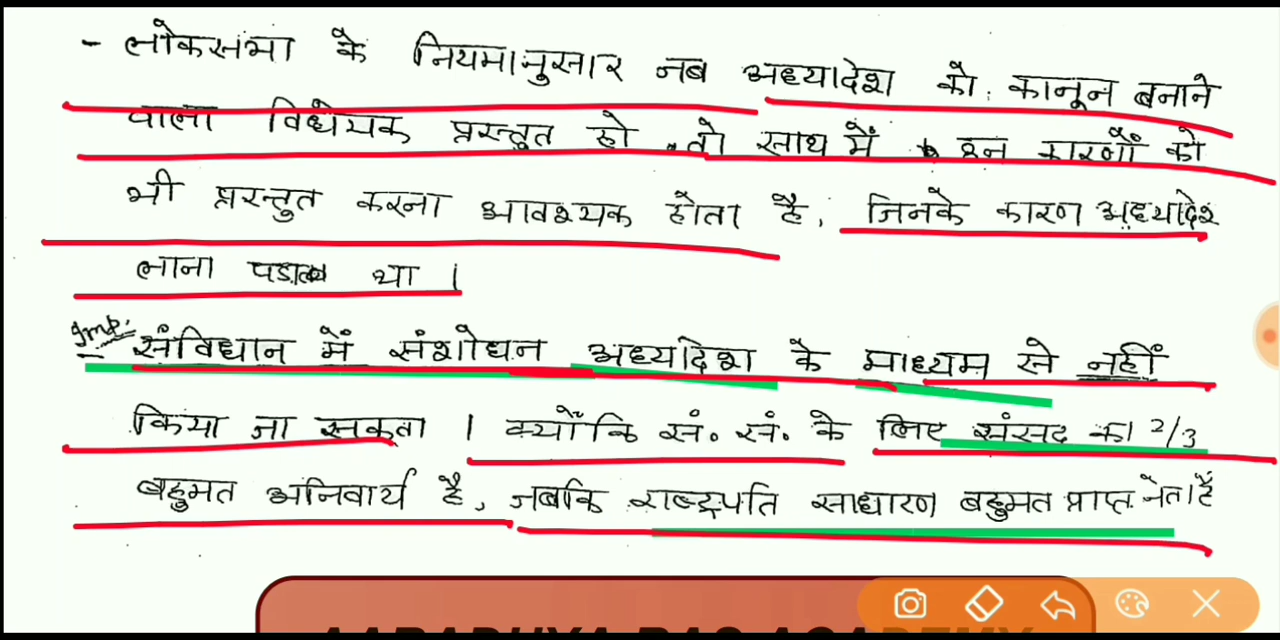 - लोकसभा के नियमानुसार जब अध्यादेश को कानून बनाने
वाला विधेयक प्रस्तुत हो तो साथ में इन कारणों को
भी प्रस्तुत करना आवश्यक होता है, जिनके कारण अध्यादेश
लाना पडा था ।
Imp.
- संविधान में संशोधन अध्यादेश के माध्यम से नहीं
किया जा सकता । क्योंकि सं. सं. के लिए संसद का 2/3
बहुमत अनिवार्य है, जबकि राष्ट्रपति साधारण बहुमत प्राप्त नेता हैं